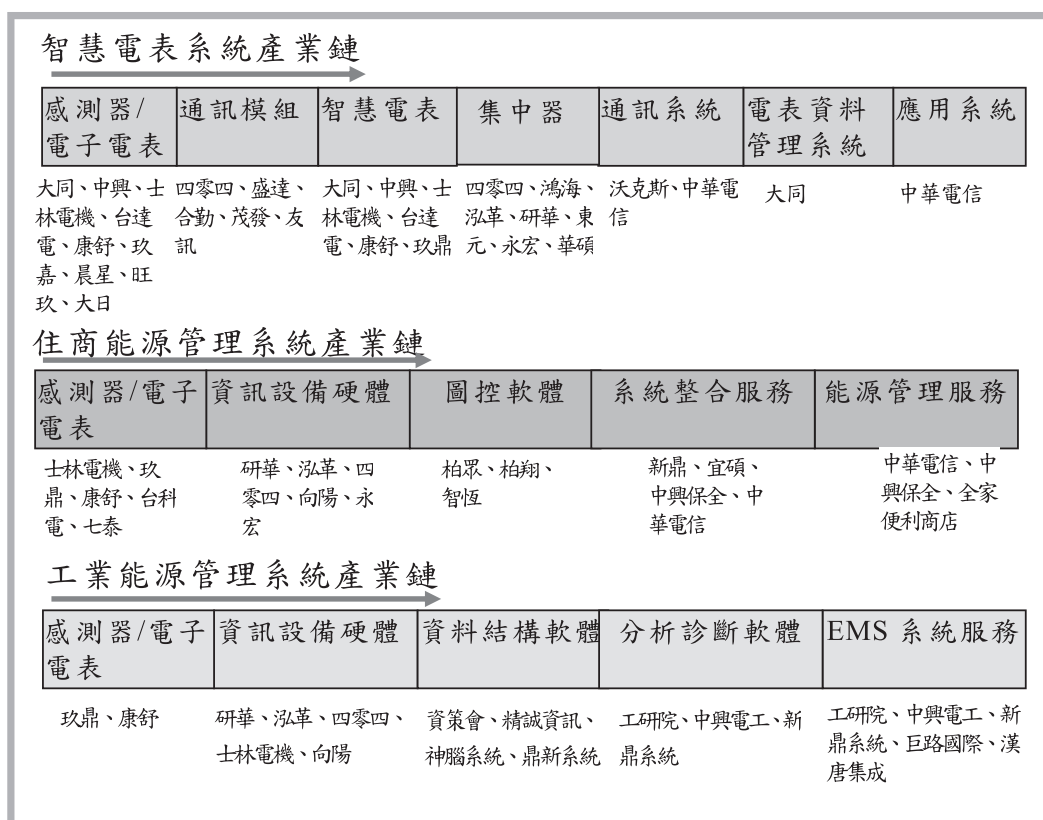 智慧電表系統產業鏈
感測器/
電子電表
通訊模組
智慧電表
集中器
通訊系統
電表資料
管理系統
應用系統
大同、中興、士
林電機、台達
電、康舒、玖
嘉、晨星、旺
玖、大日
四零四、盛達、
合勤、茂發、友
訊
大同、中興、士
林電機、台達
電、康舒、玖鼎
四零四、鴻海、
泓革、研華、東
元、永宏、華碩
沃克斯、中華電
信
大同
中華電信
住商能源管理系統產業鏈
感測器/電子
電表
資訊設備硬體
圖控軟體
系統整合服務
能源管理服務
士林電機、玖
鼎、康舒、台科
電、七泰
研華、泓革、四
零四、向陽、永
宏
柏眾、柏翔、
智恆
新鼎、宜碩、
中興保全、中
華電信
中華電信、中
興保全、全家
便利商店
工業能源管理系統產業鏈
感測器/電子
電表
資訊設備硬體
資料結構軟體
分析診斷軟體
EMS 系統服務
玖鼎、康舒
研華、泓革、四零四、
士林電機、向陽
資策會、精誠資訊、
神腦系統、鼎新系統
工研院、中興電工、新
鼎系統
工研院、中興電工、新
鼎系統、巨路國際、漢
唐集成